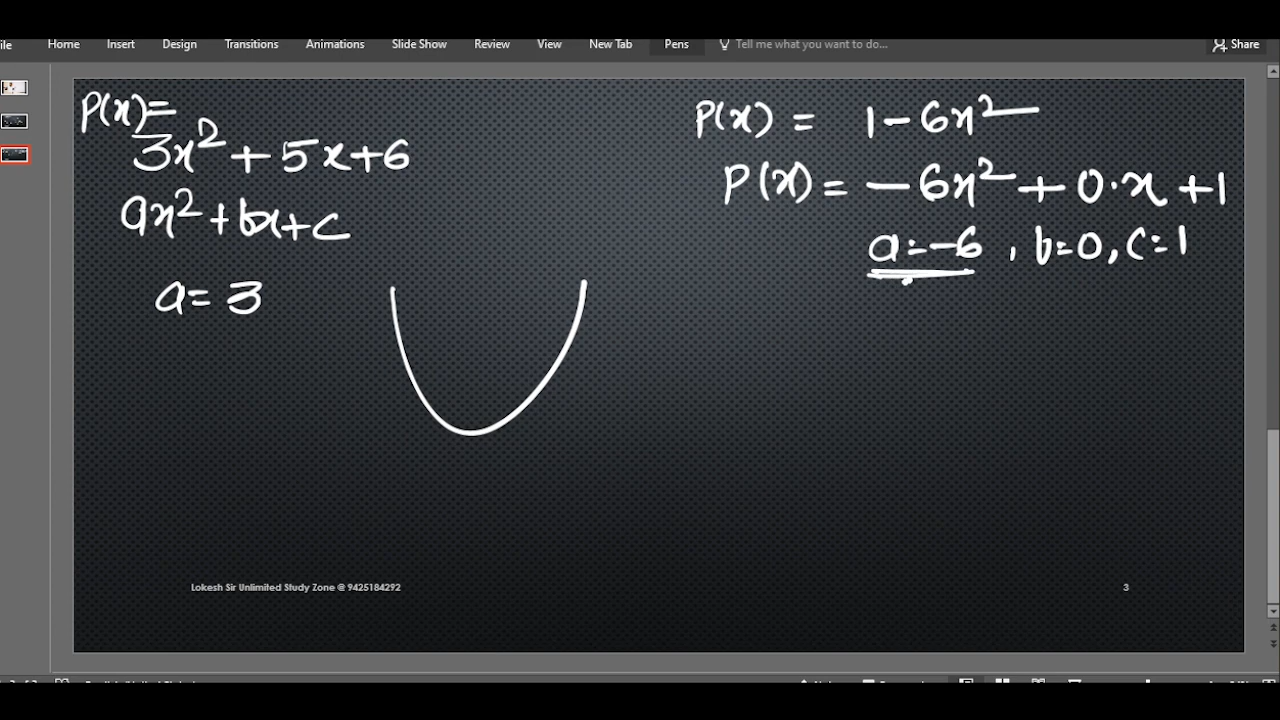 ile Home Insert Design Transitions Animations Slide Show Review View New Tab Pens Tell me what you want to do... Share
P(x)=
3x² + 5x+6
ax² + bx + c
a = 3
P(x) = 1 - 6x²
P(x) = - 6x² + 0·x + 1
a = -6 , b = 0 , c = 1
Lokesh Sir Unlimited Study Zone @ 9425184292
3